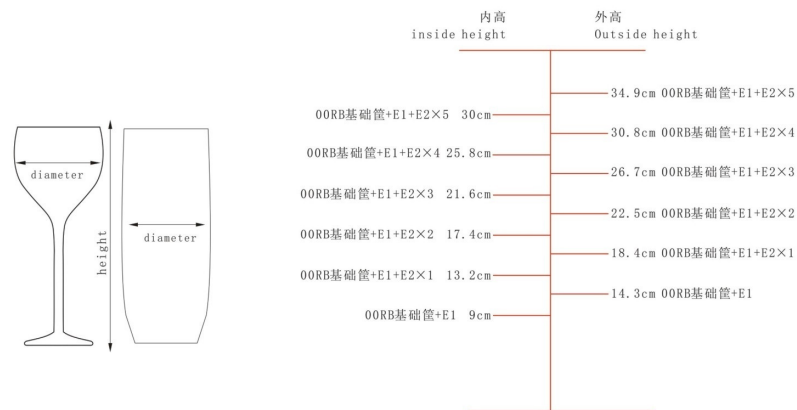 内高
inside height
外高
Outside height
34.9cm 00RB基础筐+E1+E2×5
00RB基础筐+E1+E2×5 30cm
30.8cm 00RB基础筐+E1+E2×4
00RB基础筐+E1+E2×4 25.8cm
26.7cm 00RB基础筐+E1+E2×3
00RB基础筐+E1+E2×3 21.6cm
22.5cm 00RB基础筐+E1+E2×2
00RB基础筐+E1+E2×2 17.4cm
18.4cm 00RB基础筐+E1+E2×1
00RB基础筐+E1+E2×1 13.2cm
14.3cm 00RB基础筐+E1
00RB基础筐+E1 9cm
diameter
height
diameter